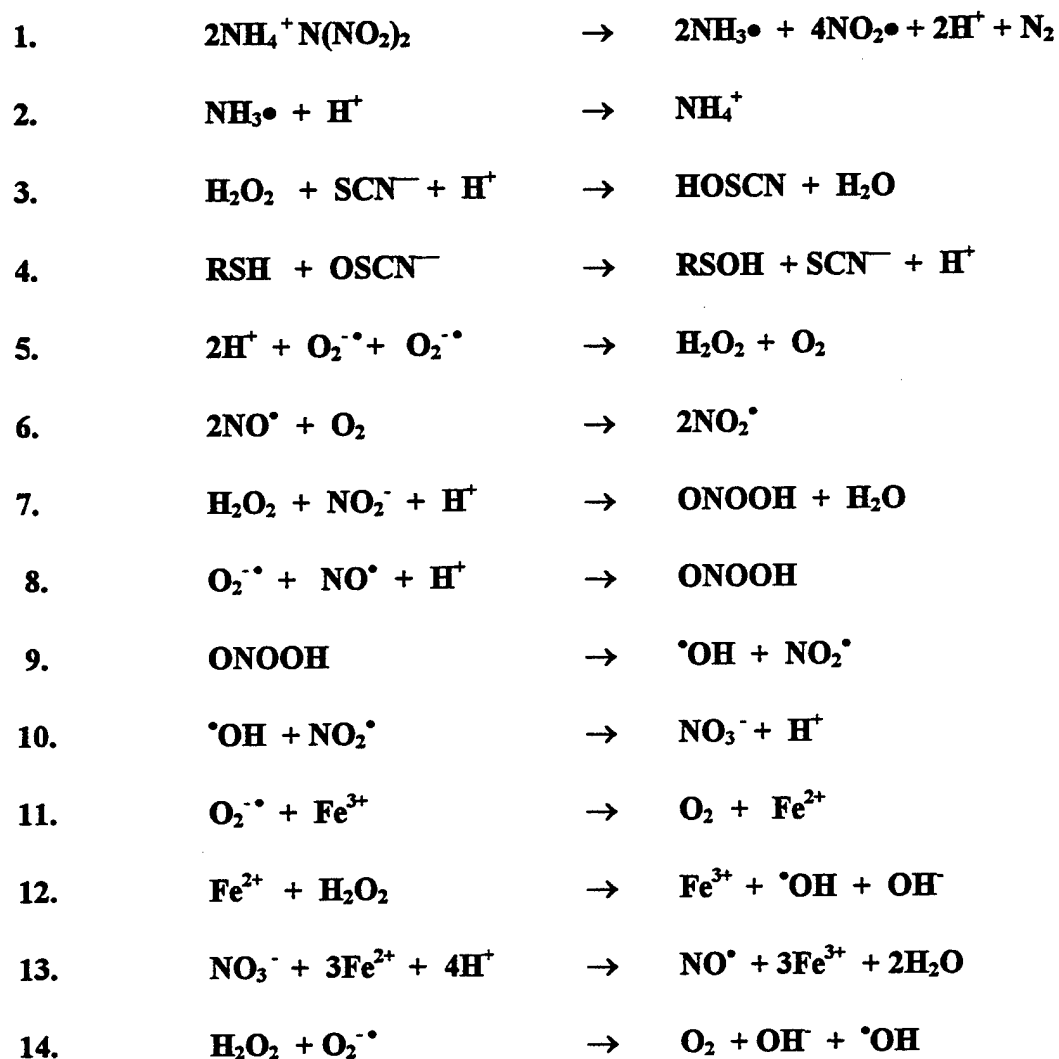 1. 2NH₄⁺ N(NO₂)₂ → 2NH₃• + 4NO₂• + 2H⁺ + N₂
2. NH₃• + H⁺ → NH₄⁺
3. H₂O₂ + SCN⁻ + H⁺ → HOSCN + H₂O
4. RSH + OSCN⁻ → RSOH + SCN⁻ + H⁺
5. 2H⁺ + O₂⁻• + O₂⁻• → H₂O₂ + O₂
6. 2NO• + O₂ → 2NO₂•
7. H₂O₂ + NO₂⁻ + H⁺ → ONOOH + H₂O
8. O₂⁻• + NO• + H⁺ → ONOOH
9. ONOOH → •OH + NO₂•
10. •OH + NO₂• → NO₃⁻ + H⁺
11. O₂⁻• + Fe³⁺ → O₂ + Fe²⁺
12. Fe²⁺ + H₂O₂ → Fe³⁺ + •OH + OH⁻
13. NO₃⁻ + 3Fe²⁺ + 4H⁺ → NO• + 3Fe³⁺ + 2H₂O
14. H₂O₂ + O₂⁻• → O₂ + OH⁻ + •OH